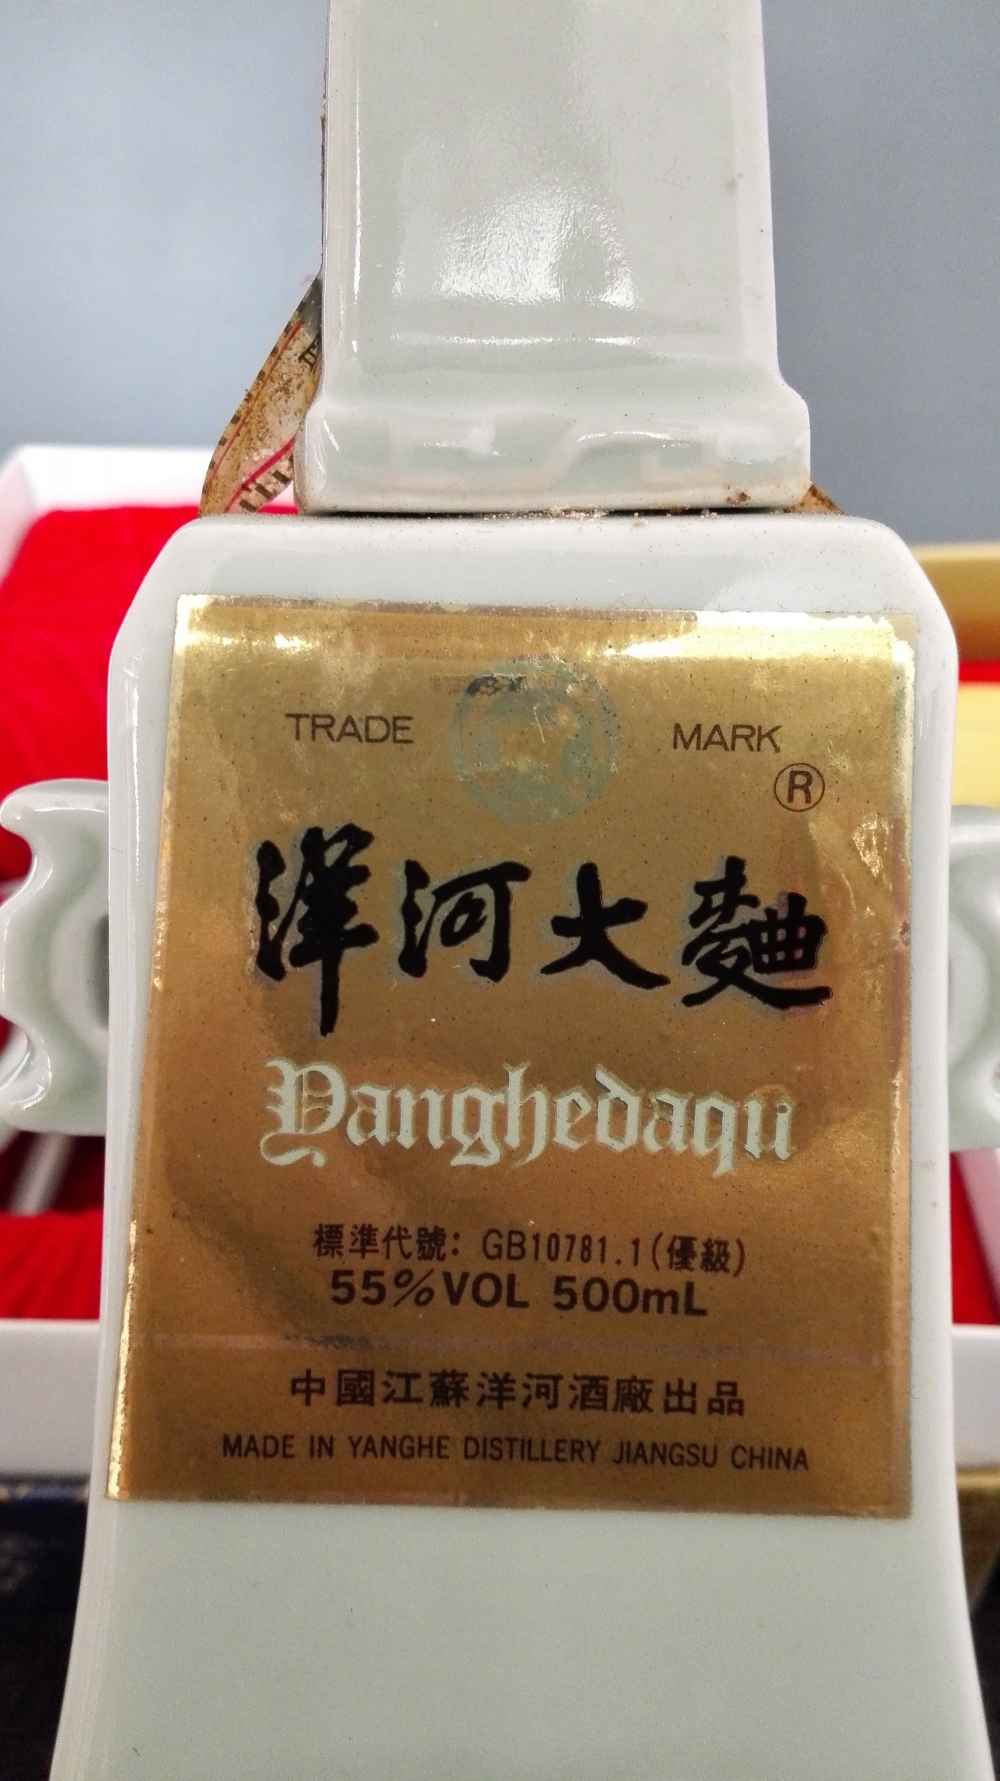 TRADE MARK
®
洋河大麯
Yanghedaqu
標準代號: GB10781.1(優級)
55%VOL 500mL
中國江蘇洋河酒廠出品
MADE IN YANGHE DISTILLERY JIANGSU CHINA